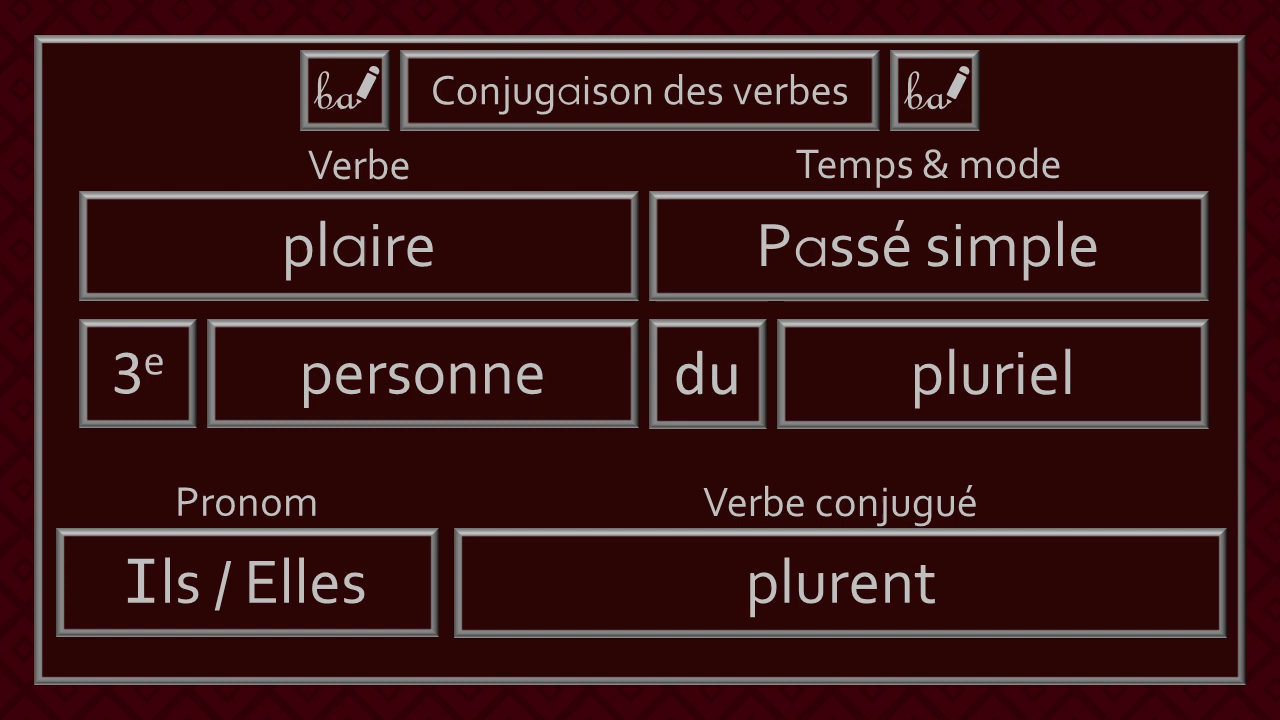 ba Conjugaison des verbes ba
Verbe Temps & mode
plaire Passé simple
3e personne du pluriel
Pronom Verbe conjugué
Ils / Elles plurent